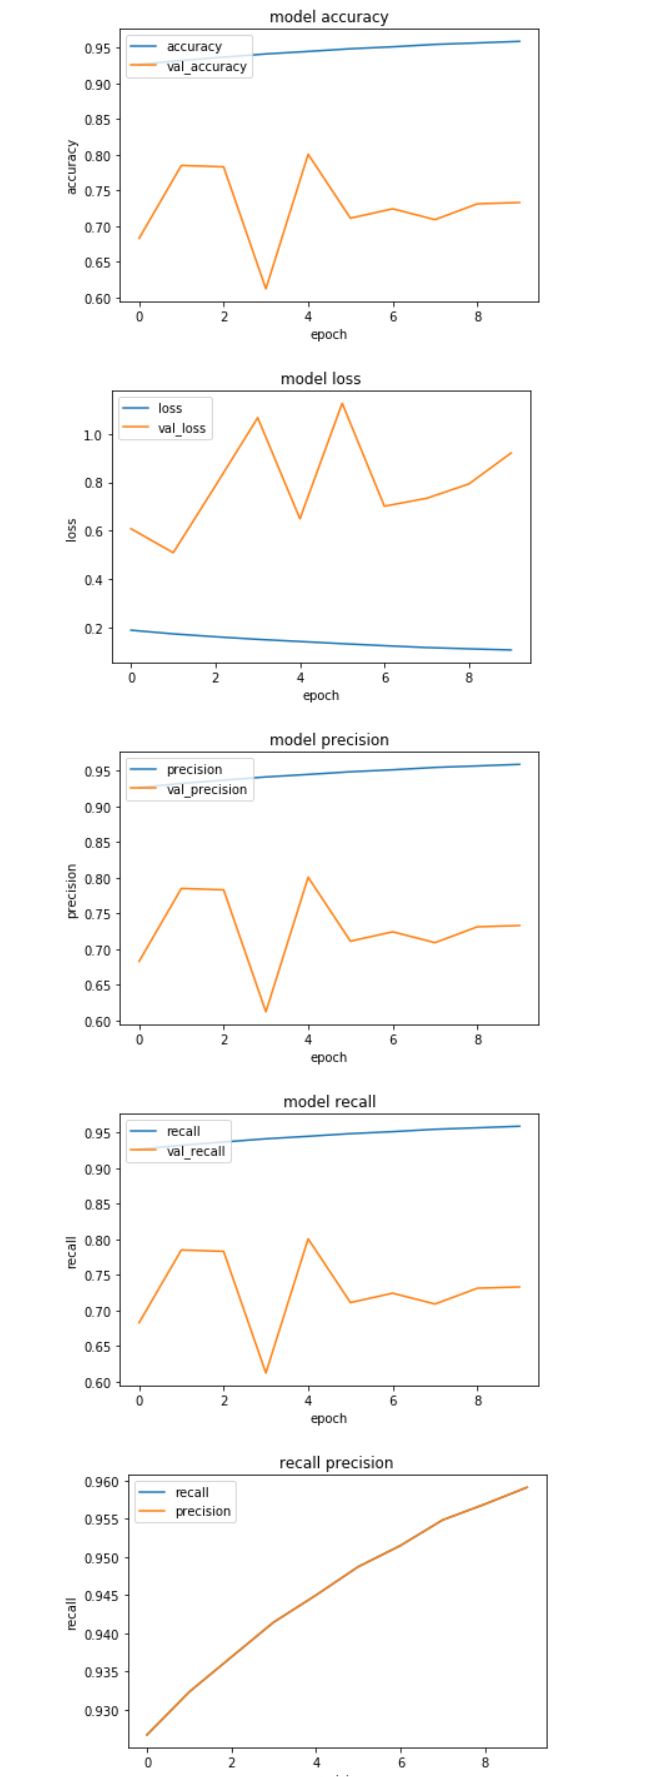 model accuracy
accuracy
val_accuracy
0.95
0.90
0.85
0.80
0.75
0.70
0.65
0.60
accuracy
0 2 4 6 8
epoch
model loss
loss
val_loss
1.0
0.8
0.6
0.4
0.2
loss
0 2 4 6 8
epoch
model precision
precision
val_precision
0.95
0.90
0.85
0.80
0.75
0.70
0.65
0.60
precision
0 2 4 6 8
epoch
model recall
recall
val_recall
0.95
0.90
0.85
0.80
0.75
0.70
0.65
0.60
recall
0 2 4 6 8
epoch
recall precision
recall
precision
0.960
0.955
0.950
0.945
0.940
0.935
0.930
recall
0 2 4 6 8